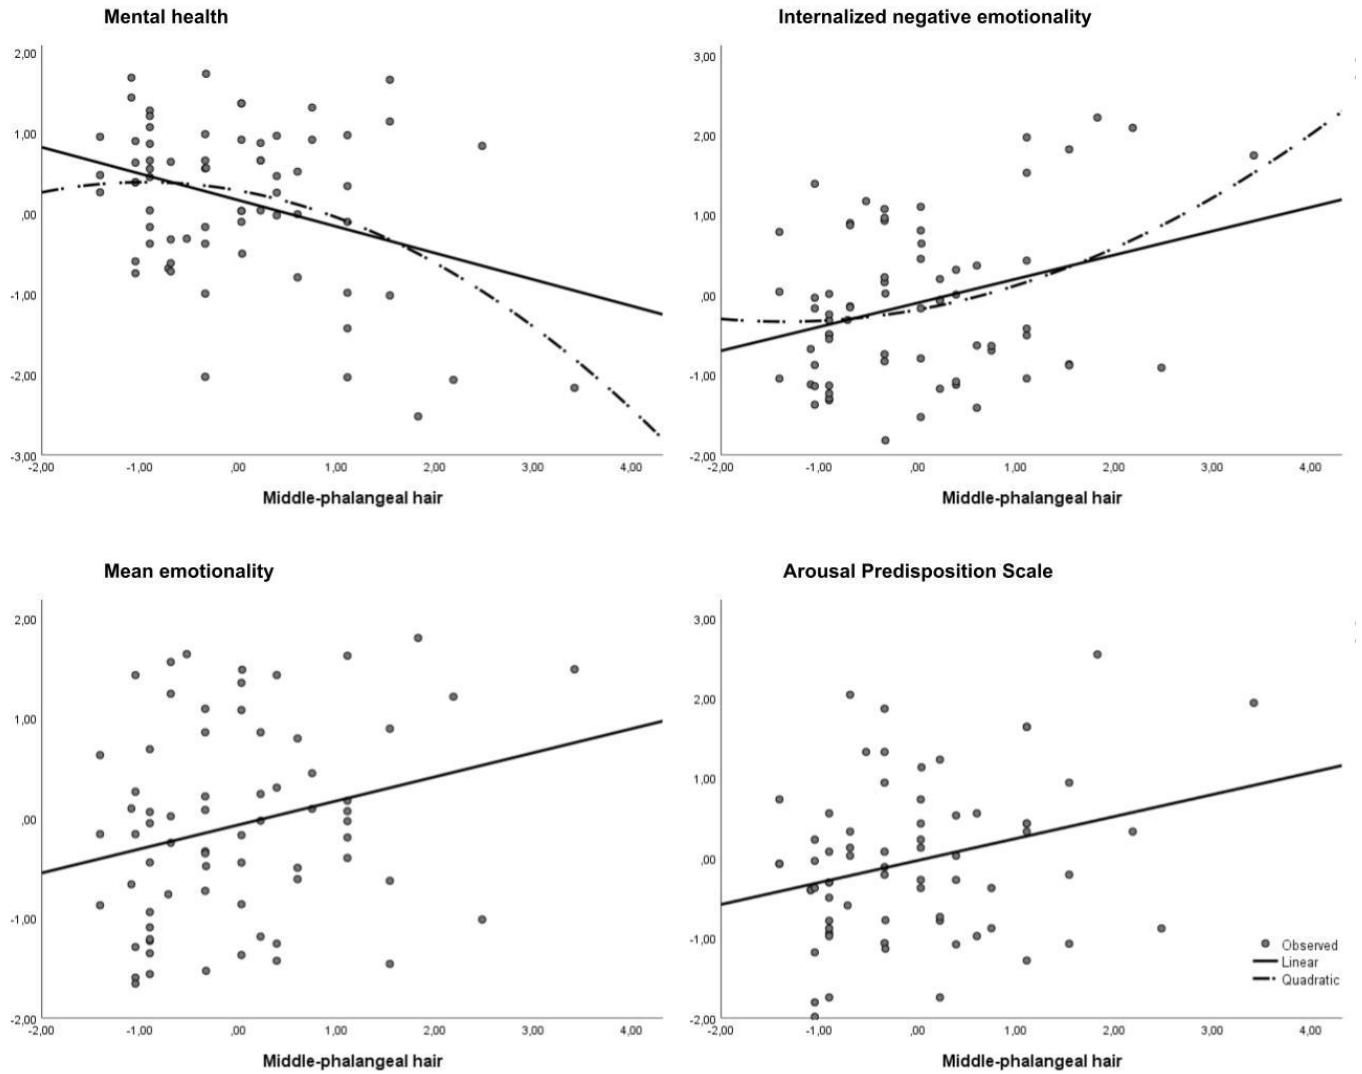 Mental health
2,00
1,00
,00
-1,00
-2,00
-3,00
-2,00 -1,00 ,00 1,00 2,00 3,00 4,00
Middle-phalangeal hair
Internalized negative emotionality
3,00
2,00
1,00
,00
-1,00
-2,00
-2,00 -1,00 ,00 1,00 2,00 3,00 4,00
Middle-phalangeal hair
Mean emotionality
2,00
1,00
,00
-1,00
-2,00
-2,00 -1,00 ,00 1,00 2,00 3,00 4,00
Middle-phalangeal hair
Arousal Predisposition Scale
3,00
2,00
1,00
,00
-1,00
-2,00
-2,00 -1,00 ,00 1,00 2,00 3,00 4,00
Observed
Linear
Quadratic
Middle-phalangeal hair